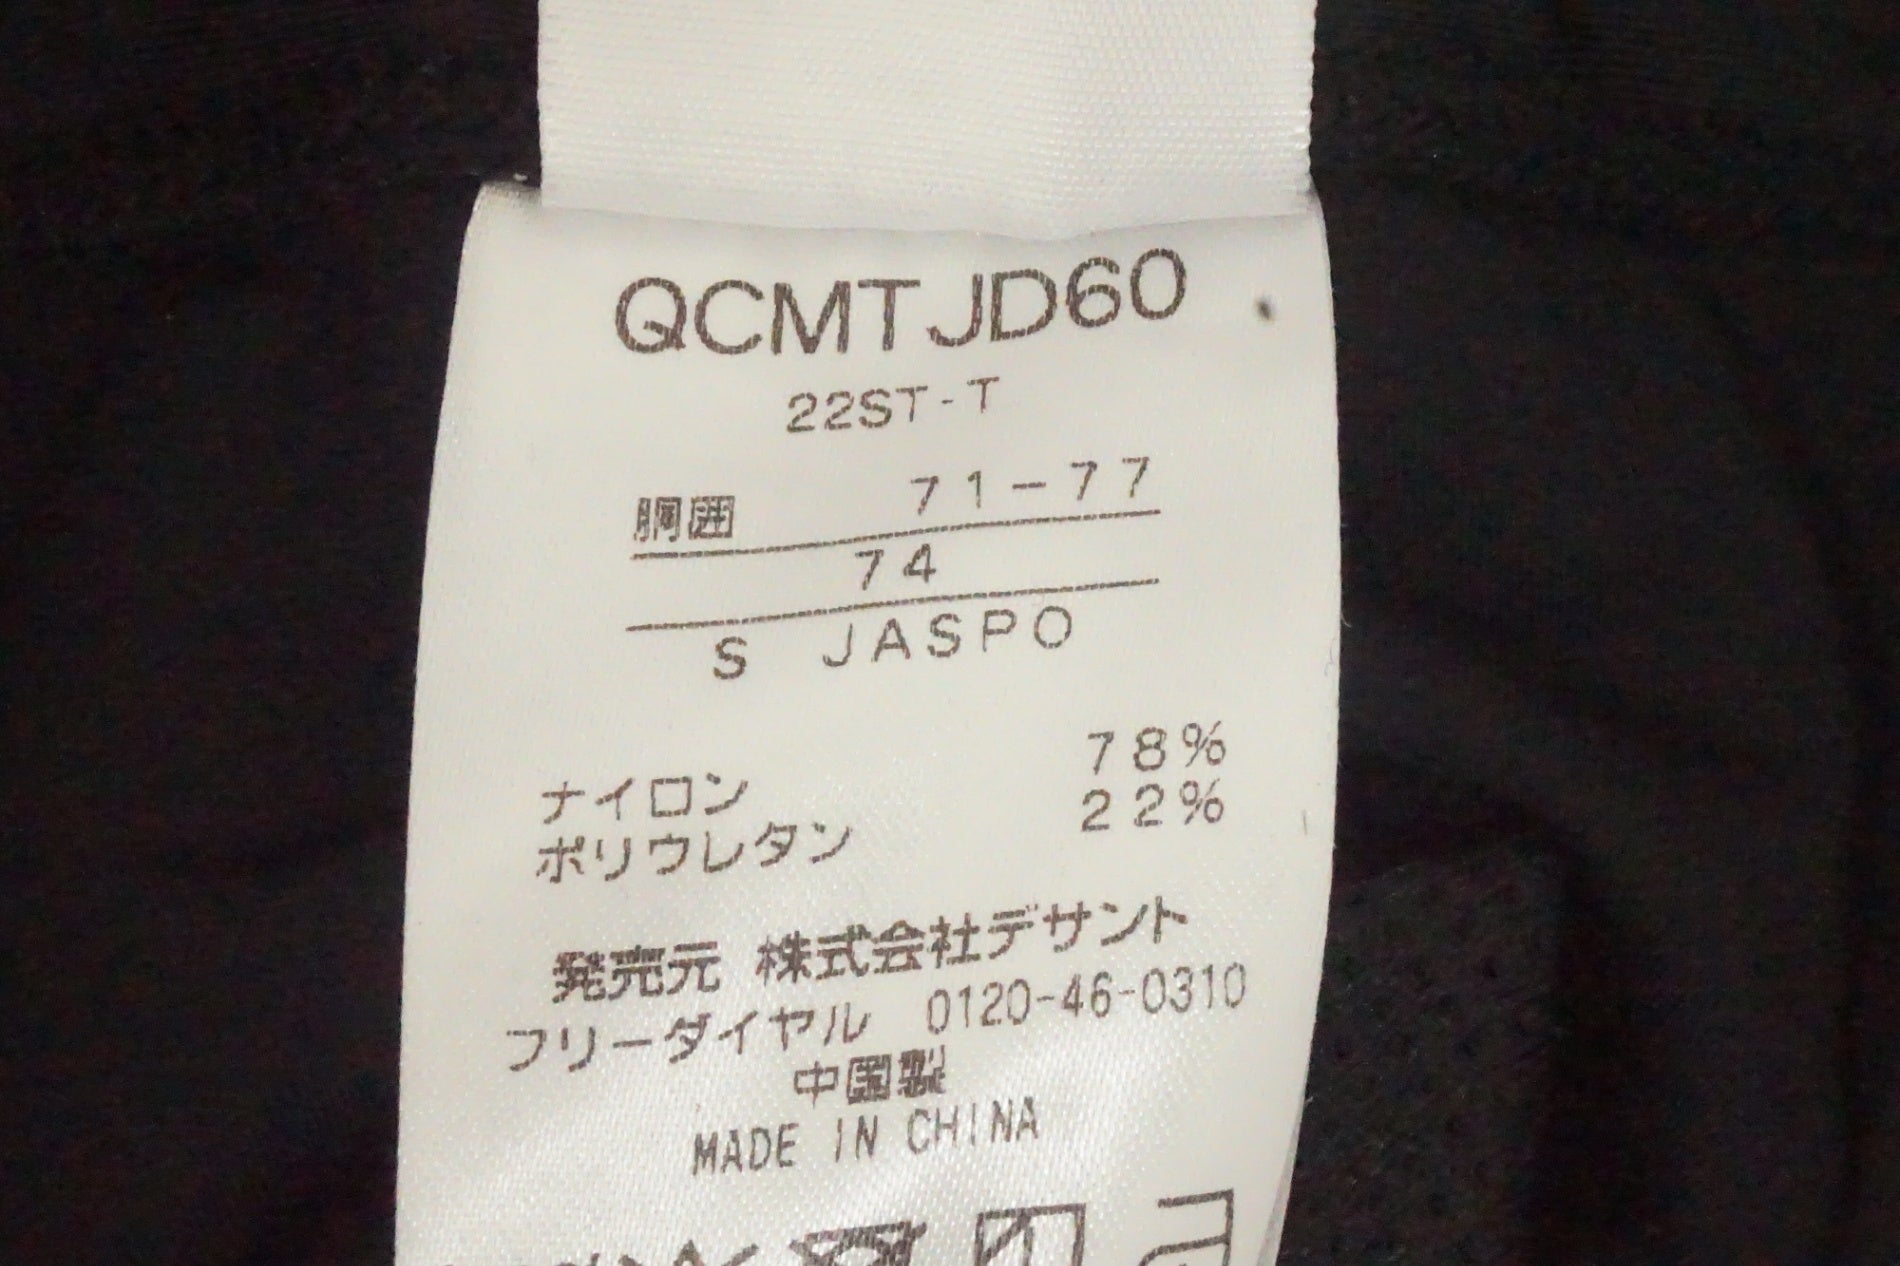 QCMTJD60
22ST-T
胴囲 71-77
74
S JASPO
ナイロン 78%
ポリウレタン 22%
発売元 株式会社デサント
フリーダイヤル 0120-46-0310
中国製
MADE IN CHINA